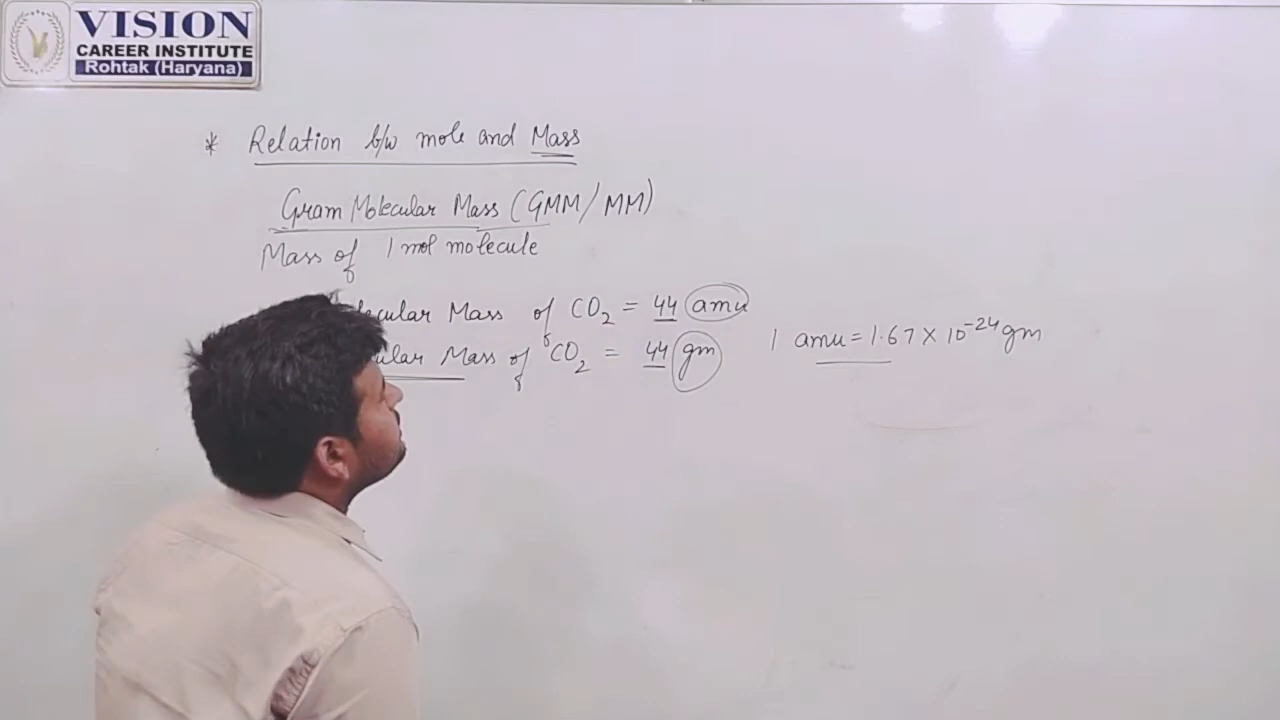 VISION
CAREER INSTITUTE
Rohtak (Haryana)
* Relation b/w mole and Mass
Gram Molecular Mass (GMM/MM)
Mass of 1 mol molecule
Mass of CO₂ = 44 amu
1 amu = 1.67 × 10⁻²⁴ gm
Mass of CO₂ = 44 gm